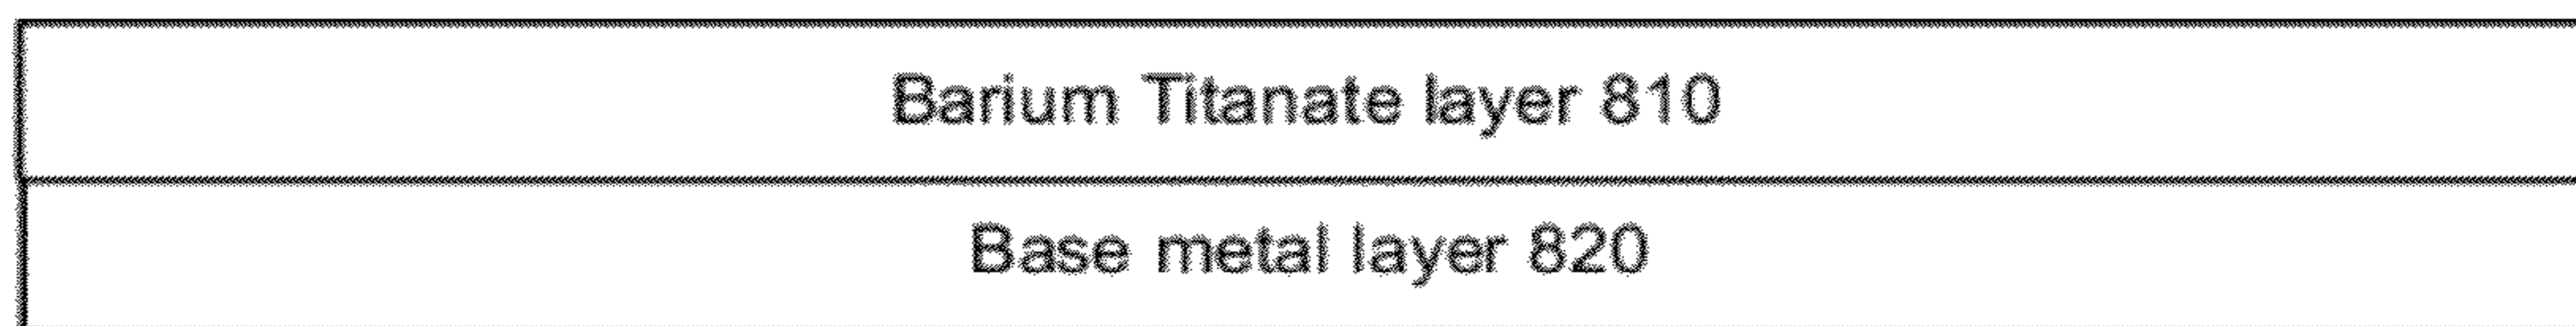 Barium Titanate layer 810
Base metal layer 820